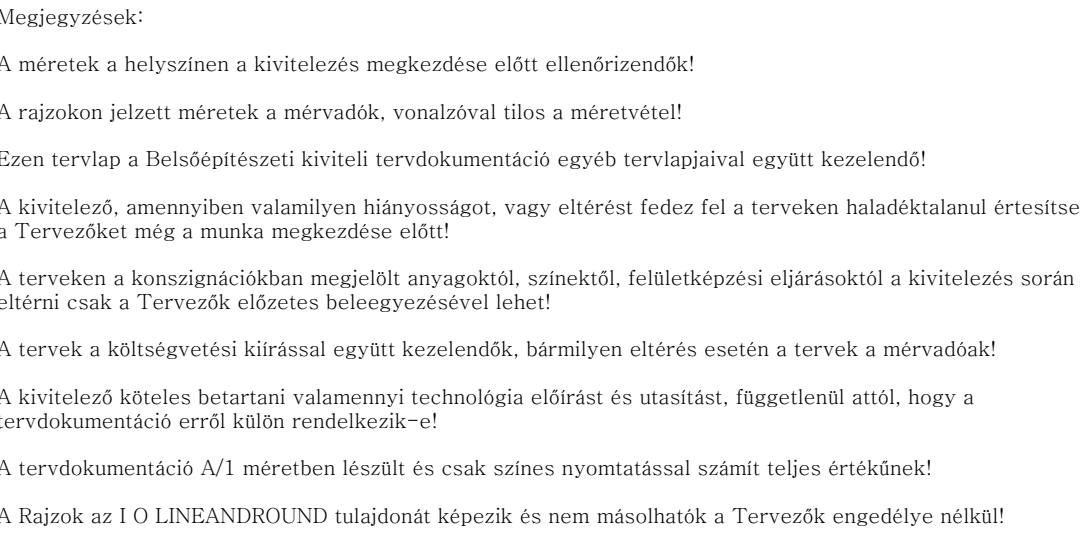 Megjegyzések:
A méretek a helyszínen a kivitelezés megkezdése előtt ellenőrizendők!
A rajzokon jelzett méretek a mérvadók, vonalzóval tilos a méretvétel!
Ezen tervlap a Belsőépítészeti kiviteli tervdokumentáció egyéb tervlapjaival együtt kezelendő!
A kivitelező, amennyiben valamilyen hiányosságot, vagy eltérést fedez fel a terveken haladéktalanul értesítse
a Tervezőket még a munka megkezdése előtt!
A terveken a konszignációkban megjelölt anyagoktól, színektől, felületképzési eljárásoktól a kivitelezés során
eltérni csak a Tervezők előzetes beleegyezésével lehet!
A tervek a költségvetési kiírással együtt kezelendők, bármilyen eltérés esetén a tervek a mérvadóak!
A kivitelező köteles betartani valamennyi technológia előírást és utasítást, függetlenül attól, hogy a
tervdokumentáció erről külön rendelkezik-e!
A tervdokumentáció A/1 méretben lészült és csak színes nyomtatással számít teljes értékűnek!
A Rajzok az I O LINEANDROUND tulajdonát képezik és nem másolhatók a Tervezők engedélye nélkül!